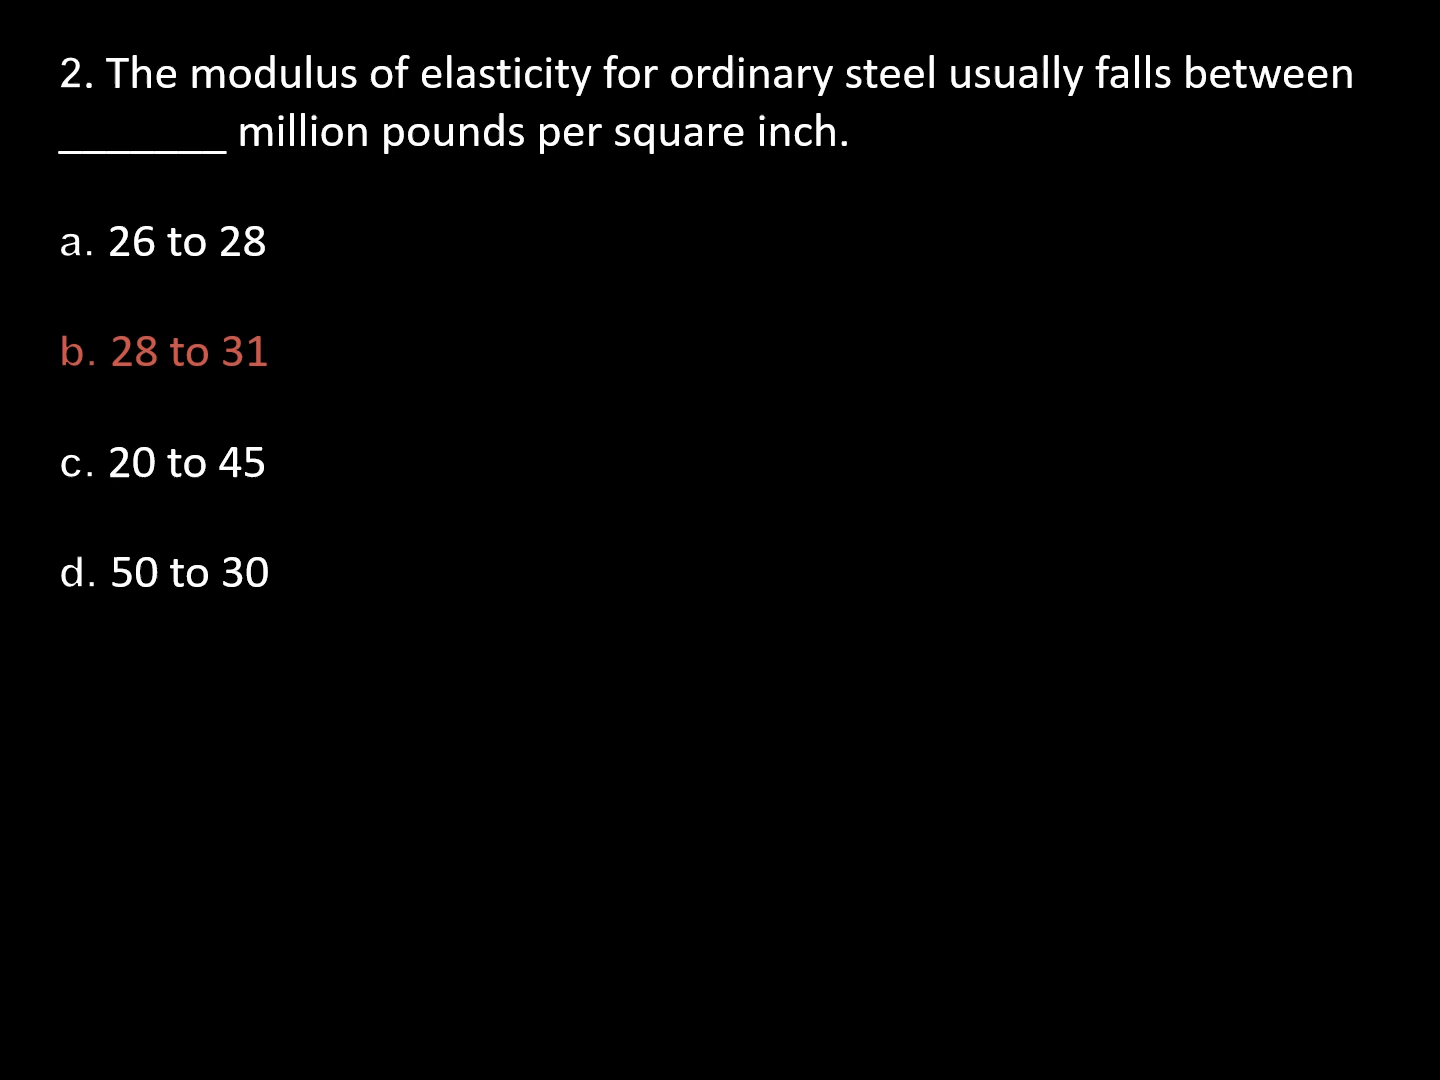 2. The modulus of elasticity for ordinary steel usually falls between
_______ million pounds per square inch.
a. 26 to 28
b. 28 to 31
c. 20 to 45
d. 50 to 30